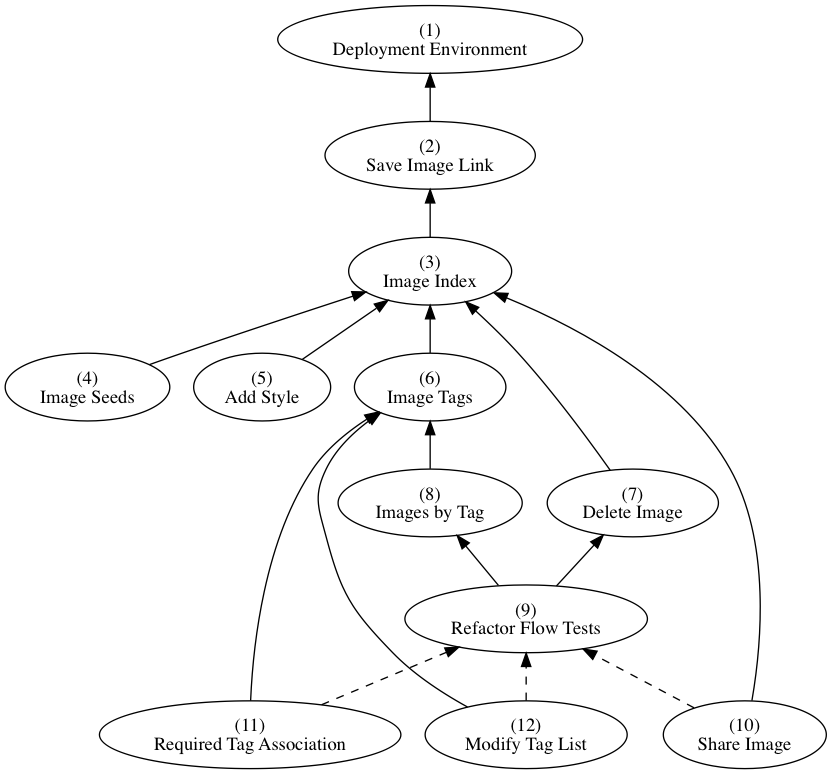 (1)
Deployment Environment
(2)
Save Image Link
(3)
Image Index
(4)
Image Seeds
(5)
Add Style
(6)
Image Tags
(8)
Images by Tag
(7)
Delete Image
(9)
Refactor Flow Tests
(11)
Required Tag Association
(12)
Modify Tag List
(10)
Share Image